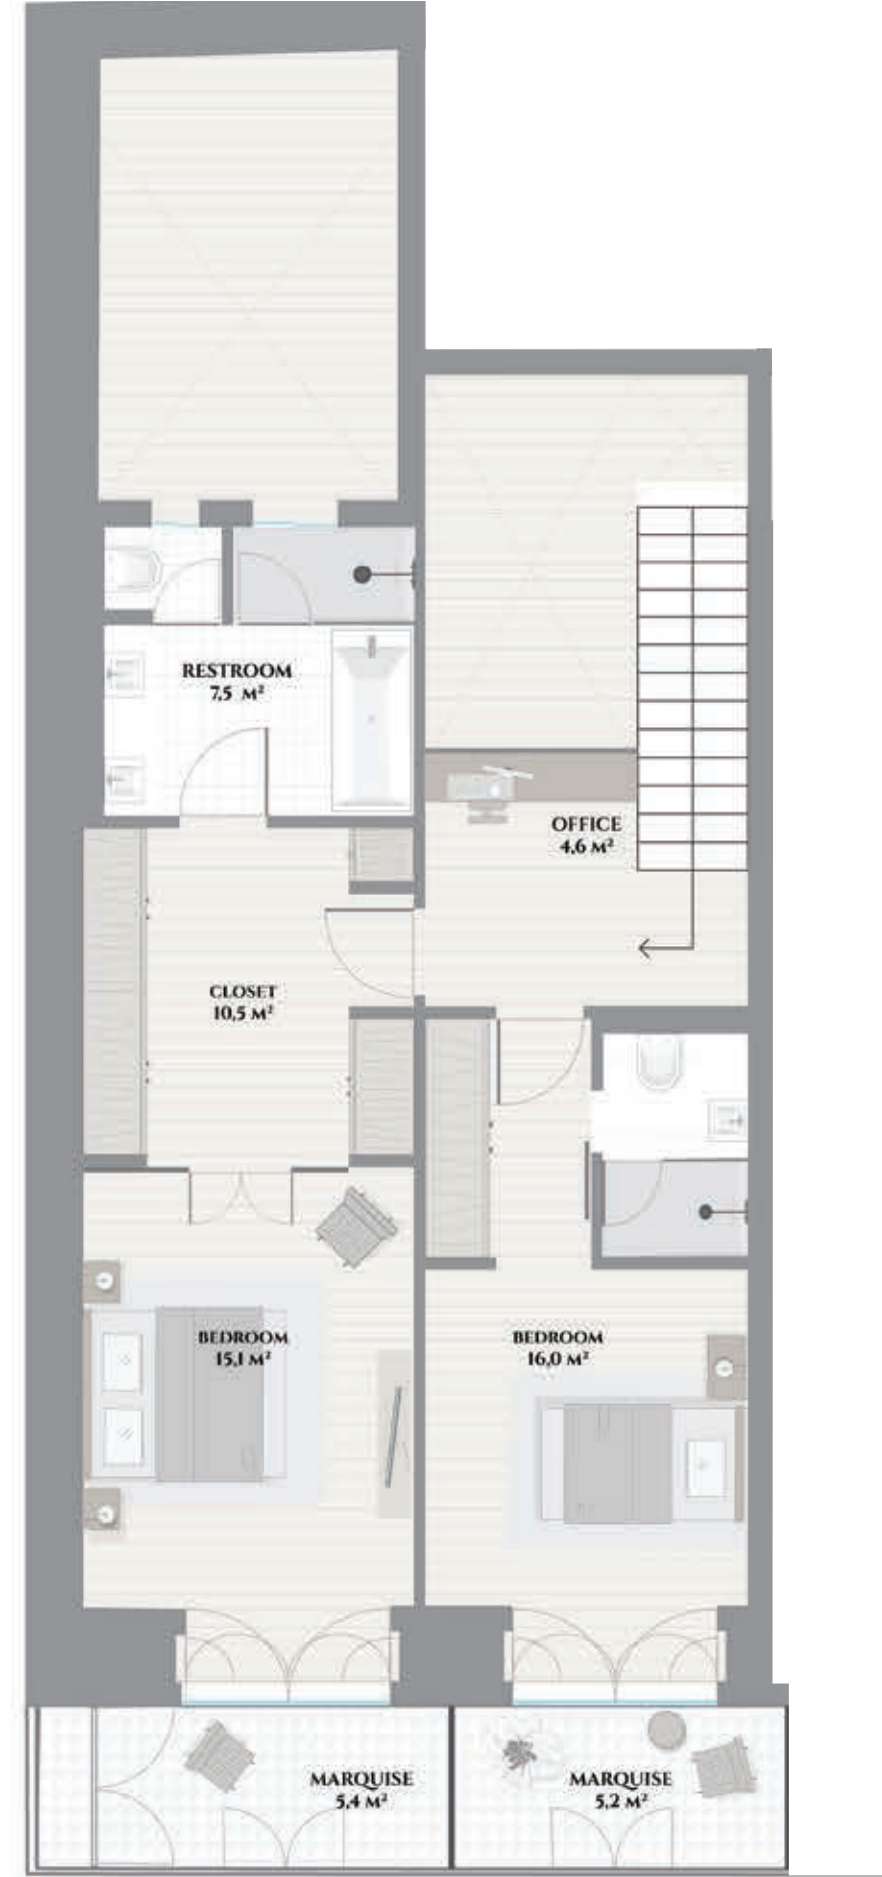 RESTROOM
7,5 M²
OFFICE
4,6 M²
CLOSET
10,5 M²
BEDROOM
15,1 M²
BEDROOM
16,0 M²
MARQUISE
5,4 M²
MARQUISE
5,2 M²